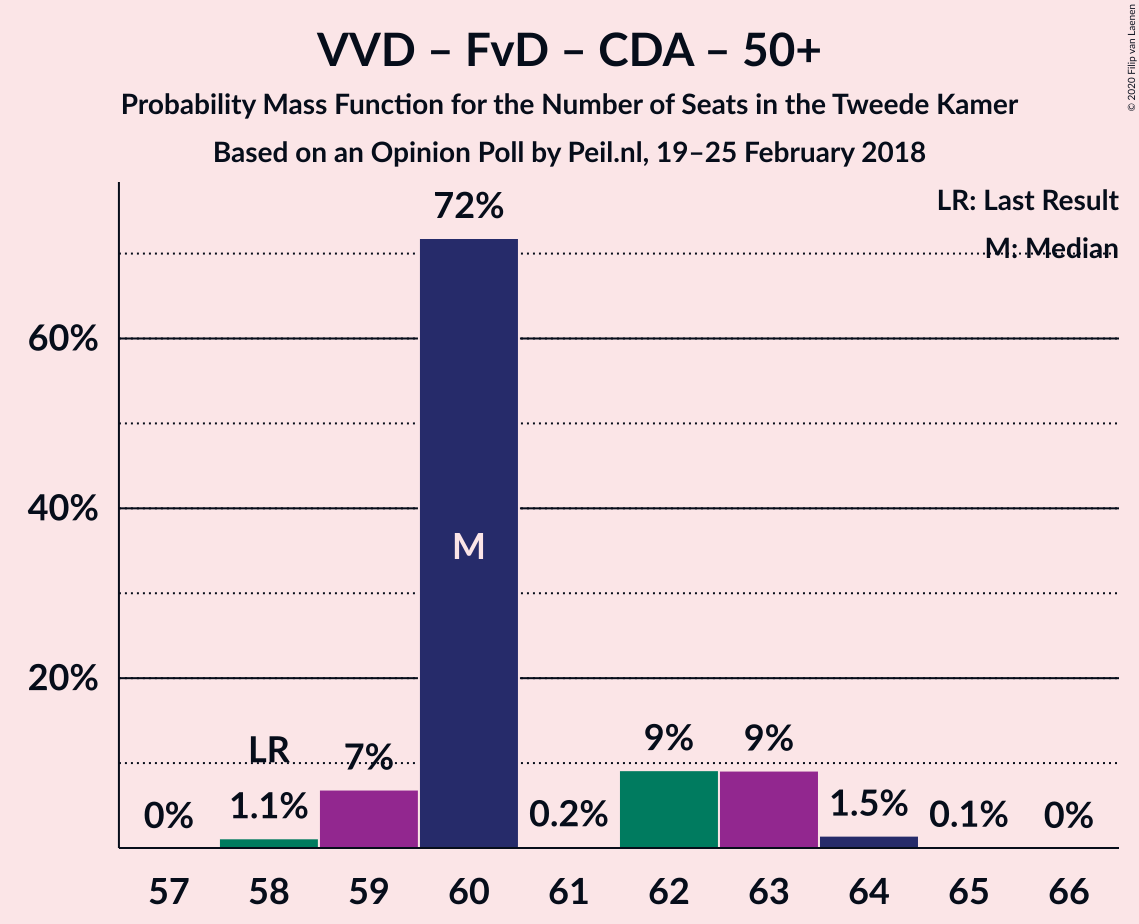 VVD – FvD – CDA – 50+
Probability Mass Function for the Number of Seats in the Tweede Kamer
Based on an Opinion Poll by Peil.nl, 19–25 February 2018
© 2020 Filip van Laenen
LR: Last Result
M: Median
72%
60%
40%
M
20%
LR
7%
9%
9%
0%
1.1%
0.2%
1.5%
0.1%
0%
57 58 59 60 61 62 63 64 65 66